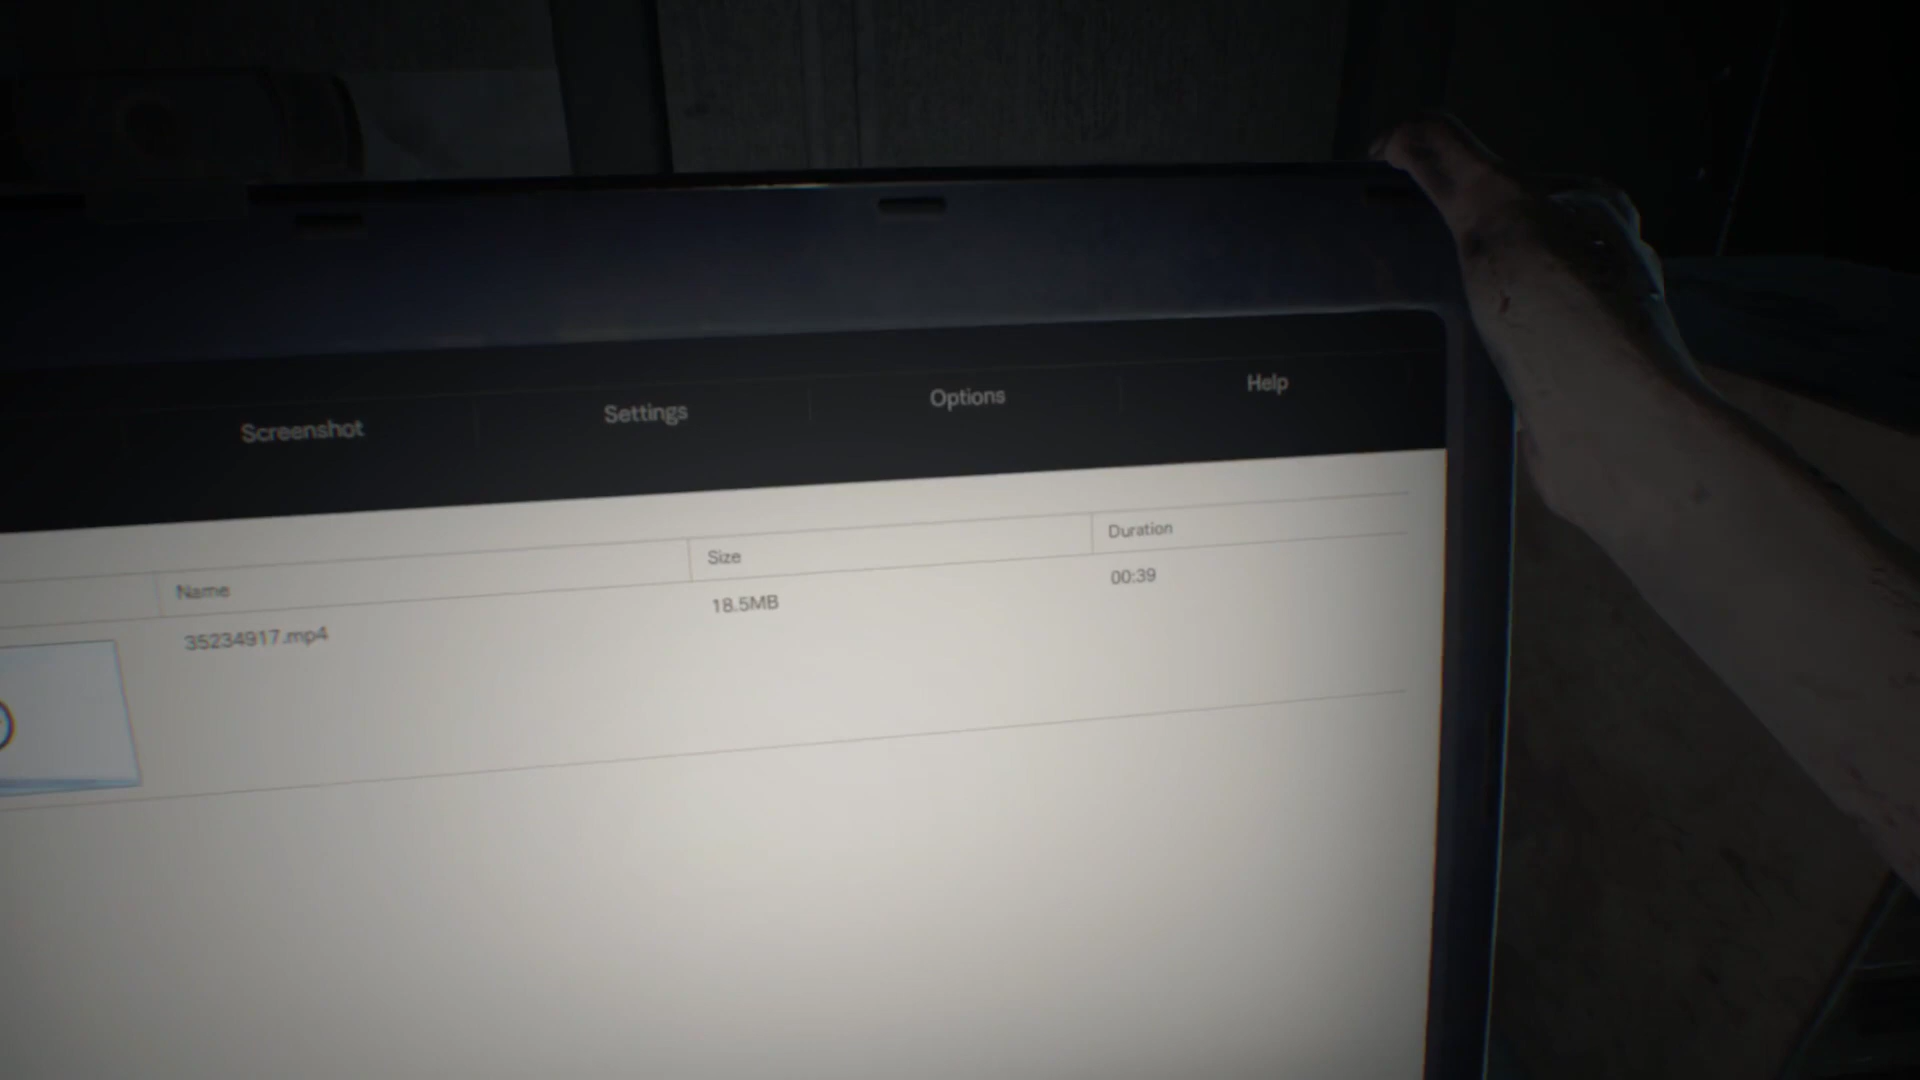 Screenshot Settings Options Help
Name Size Duration
35234917.mp4 18.5MB 00:39